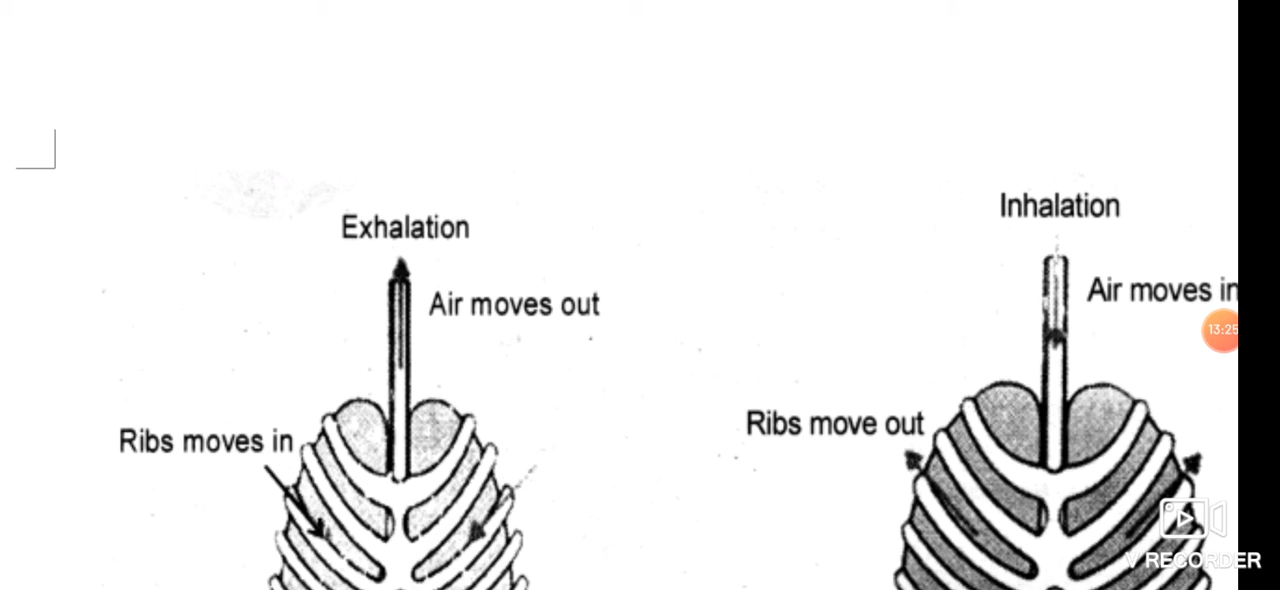 Exhalation
Inhalation
Air moves out
Air moves in
Ribs moves in
Ribs move out
13:25
V RECORDER